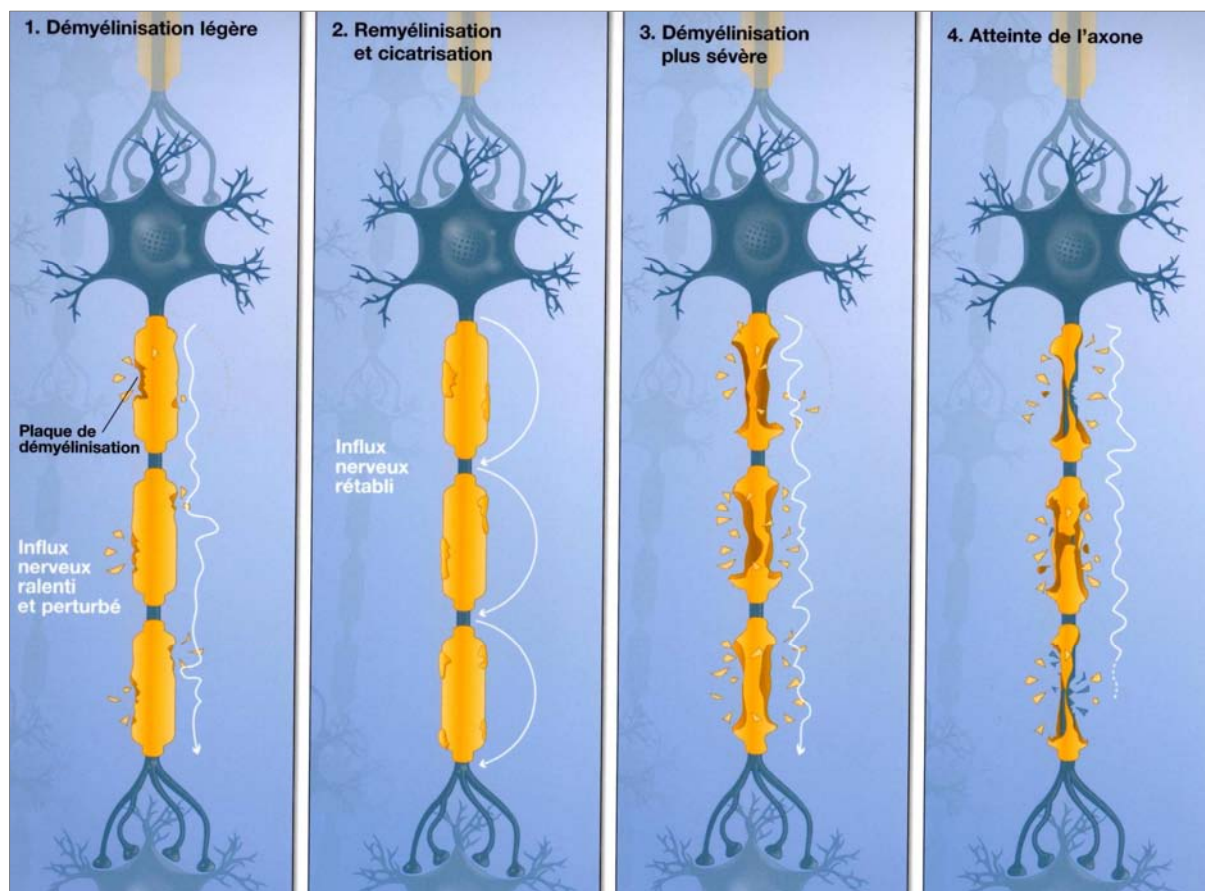 1. Démyélinisation légère
Plaque de
démyélinisation
Influx
nerveux
ralenti
et perturbé
2. Remyélinisation
et cicatrisation
Influx
nerveux
rétabli
3. Démyélinisation
plus sévère
4. Atteinte de l'axone